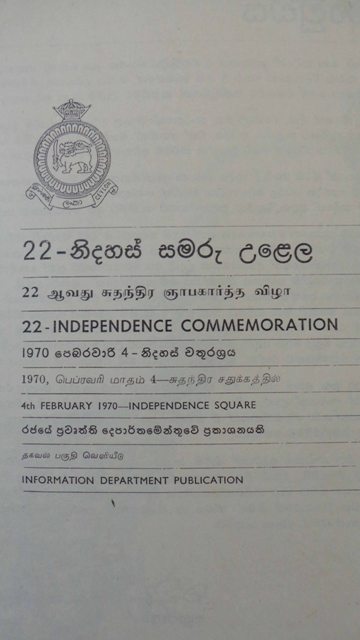 22-නිදහස් සමරු උළෙල
22 ஆவது சுதந்திர ஞாபகார்த்த விழா
22-INDEPENDENCE COMMEMORATION
1970 පෙබරවාරි 4 - නිදහස් චතුරශ්‍රය
1970, பெப்ரவரி மாதம் 4—சுதந்திர சதுக்கத்தில்
4th FEBRUARY 1970—INDEPENDENCE SQUARE
රජයේ ප්‍රවෘත්ති දෙපාර්තමේන්තුවේ ප්‍රකාශනයකි
தகவல் பகுதி வெளியீடு
INFORMATION DEPARTMENT PUBLICATION